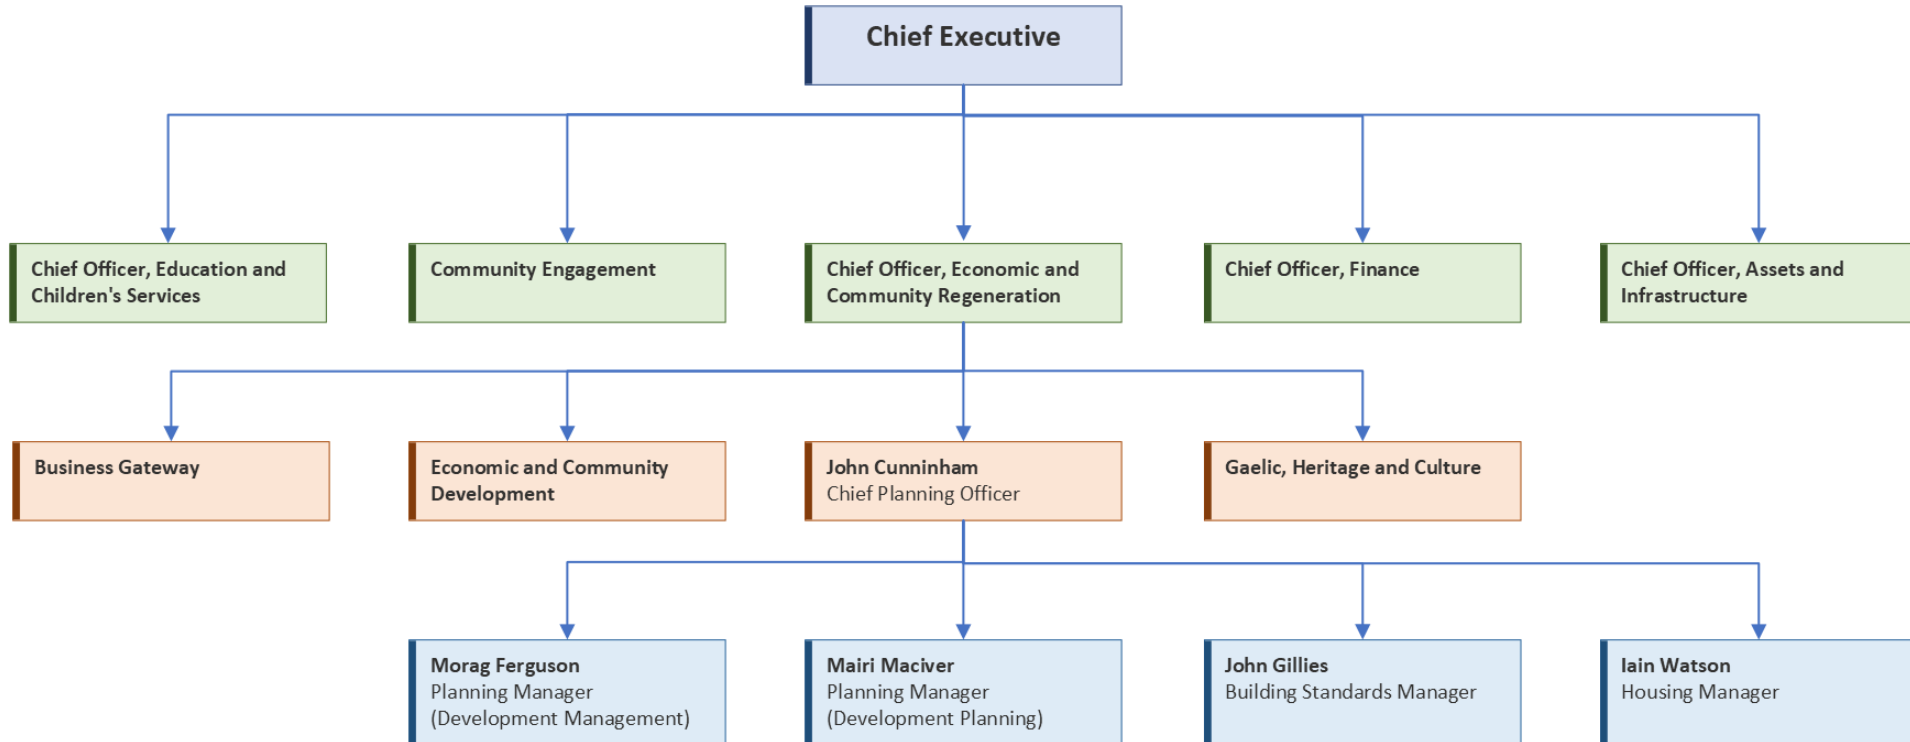 Chief Executive
Chief Officer, Education and
Children's Services
Community Engagement
Chief Officer, Economic and
Community Regeneration
Chief Officer, Finance
Chief Officer, Assets and
Infrastructure
Business Gateway
Economic and Community
Development
John Cunninham
Chief Planning Officer
Gaelic, Heritage and Culture
Morag Ferguson
Planning Manager
(Development Management)
Mairi Maciver
Planning Manager
(Development Planning)
John Gillies
Building Standards Manager
Iain Watson
Housing Manager